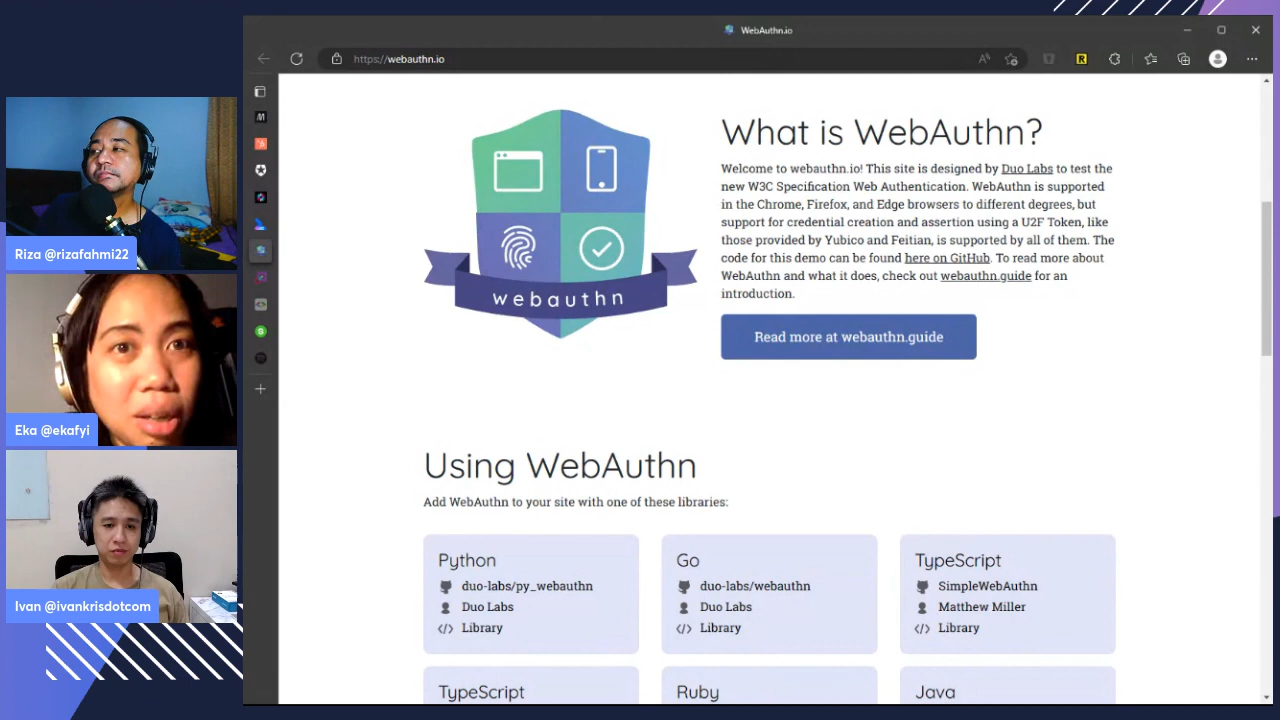 WebAuthn.io
https://webauthn.io
Riza @rizafahmi22
Eka @ekafyi
Ivan @ivankrisdotcom
webauthn
What is WebAuthn?
Welcome to webauthn.io! This site is designed by Duo Labs to test the
new W3C Specification Web Authentication. WebAuthn is supported
in the Chrome, Firefox, and Edge browsers to different degrees, but
support for credential creation and assertion using a U2F Token, like
those provided by Yubico and Feitian, is supported by all of them. The
code for this demo can be found here on GitHub. To read more about
WebAuthn and what it does, check out webauthn.guide for an
introduction.
Read more at webauthn.guide
Using WebAuthn
Add WebAuthn to your site with one of these libraries:
Python
duo-labs/py_webauthn
Duo Labs
Library
Go
duo-labs/webauthn
Duo Labs
Library
TypeScript
SimpleWebAuthn
Matthew Miller
Library
TypeScript
Ruby
Java